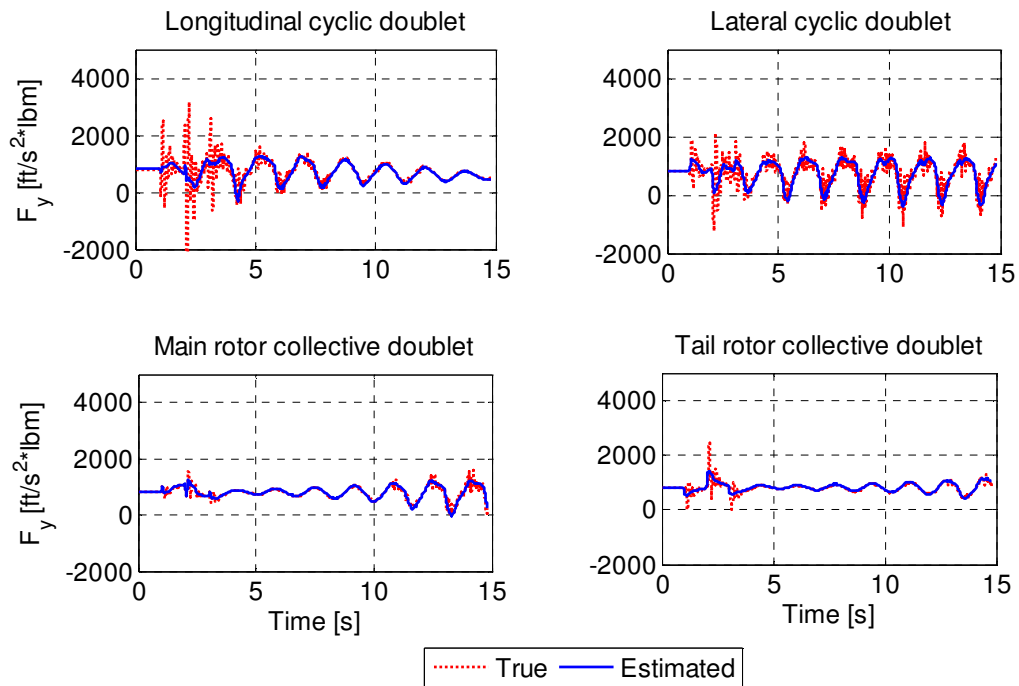 Longitudinal cyclic doublet
F_y [ft/s^2*lbm]
4000
2000
0
-2000
0 5 10 15
Lateral cyclic doublet
4000
2000
0
-2000
0 5 10 15
Main rotor collective doublet
F_y [ft/s^2*lbm]
4000
2000
0
-2000
0 5 10 15
Time [s]
Tail rotor collective doublet
4000
2000
0
-2000
0 5 10 15
Time [s]
True Estimated